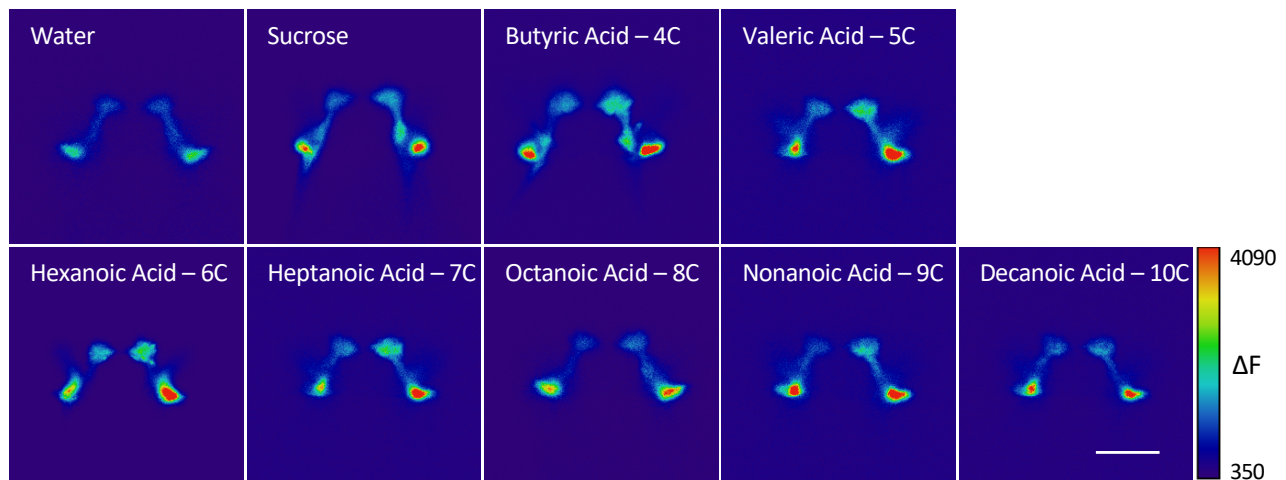 Water
Sucrose
Butyric Acid – 4C
Valeric Acid – 5C
Hexanoic Acid – 6C
Heptanoic Acid – 7C
Octanoic Acid – 8C
Nonanoic Acid – 9C
Decanoic Acid – 10C
4090
ΔF
350